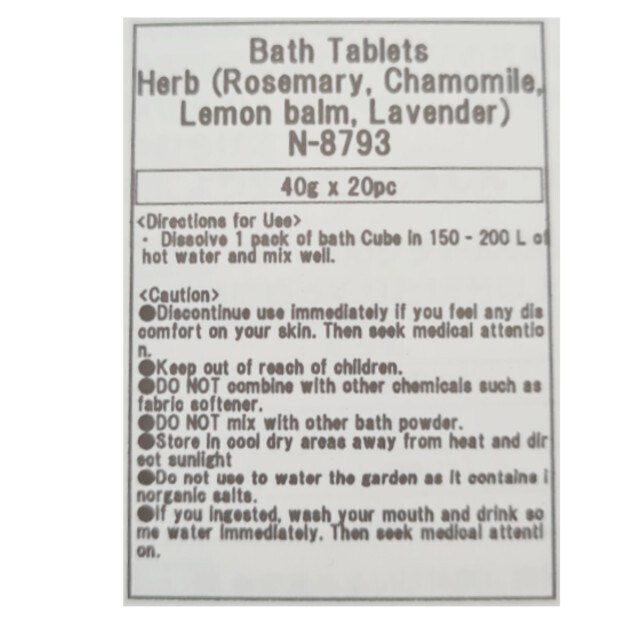 Bath Tablets
Herb (Rosemary, Chamomile,
Lemon balm, Lavender)
N-8793
40g x 20pc
<Directions for Use>
・ Dissolve 1 pack of bath Cube in 150 - 200 L of
hot water and mix well.
<Caution>
●Discontinue use immediately if you feel any dis
comfort on your skin. Then seek medical attentio
n.
●Keep out of reach of children.
●DO NOT combine with other chemicals such as
fabric softener.
●DO NOT mix with other bath powder.
●Store in cool dry areas away from heat and dir
ect sunlight
●Do not use to water the garden as it contains i
norganic salts.
●If you ingested, wash your mouth and drink so
me water immediately. Then seek medical attenti
on.